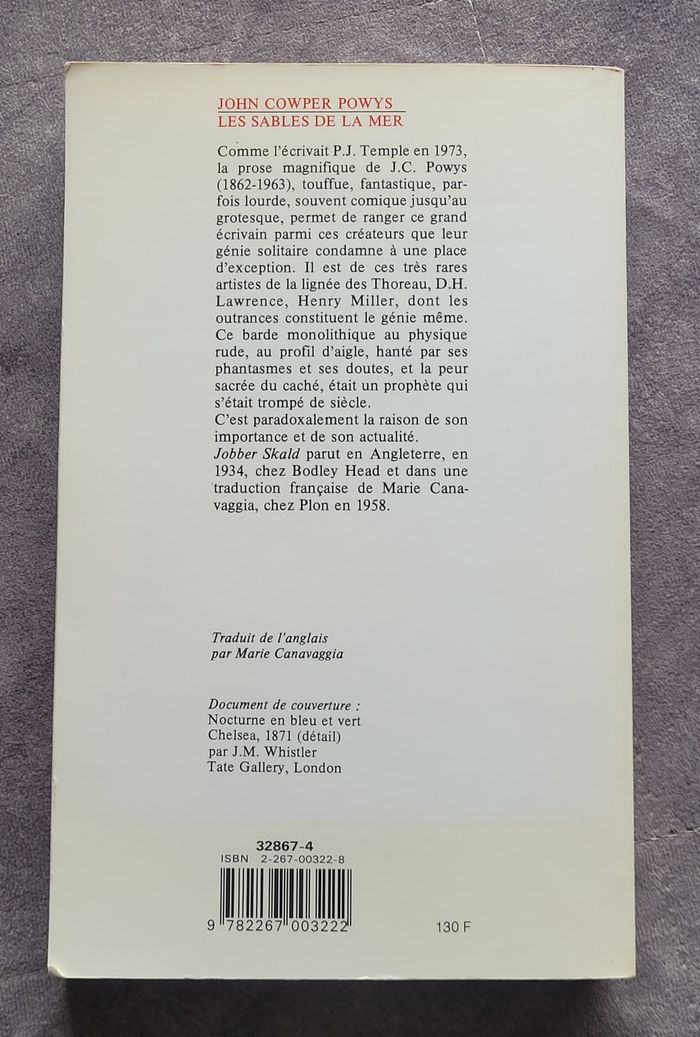 JOHN COWPER POWYS
LES SABLES DE LA MER
Comme l'écrivait P.J. Temple en 1973,
la prose magnifique de J.C. Powys
(1862-1963), touffue, fantastique, par-
fois lourde, souvent comique jusqu'au
grotesque, permet de ranger ce grand
écrivain parmi ces créateurs que leur
génie solitaire condamne à une place
d'exception. Il est de ces très rares
artistes de la lignée des Thoreau, D.H.
Lawrence, Henry Miller, dont les
outrances constituent le génie même.
Ce barde monolithique au physique
rude, au profil d'aigle, hanté par ses
phantasmes et ses doutes, et la peur
sacrée du caché, était un prophète qui
s'était trompé de siècle.
C'est paradoxalement la raison de son
importance et de son actualité.
Jobber Skald parut en Angleterre, en
1934, chez Bodley Head et dans une
traduction française de Marie Cana-
vaggia, chez Plon en 1958.
Traduit de l'anglais
par Marie Canavaggia
Document de couverture :
Nocturne en bleu et vert
Chelsea, 1871 (détail)
par J.M. Whistler
Tate Gallery, London
32867-4
ISBN 2-267-00322-8
9 782267 003222
130 F